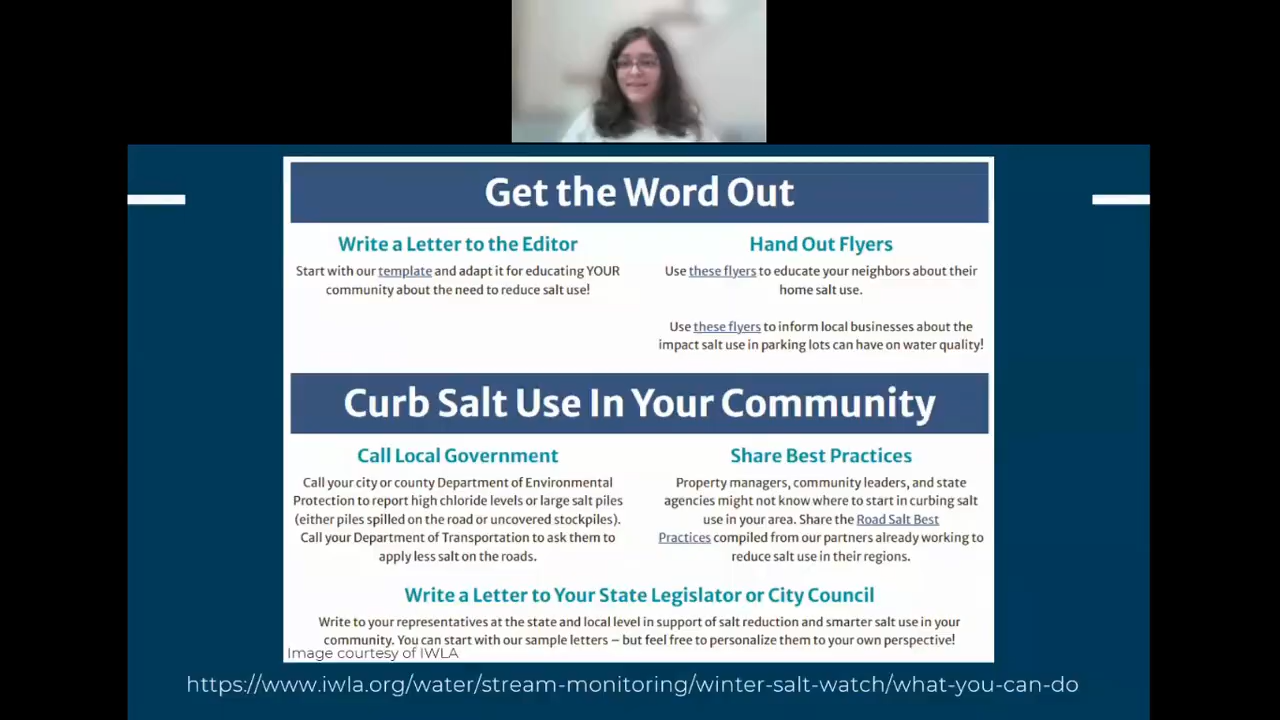 Get the Word Out
Write a Letter to the Editor
Start with our template and adapt it for educating YOUR
community about the need to reduce salt use!
Hand Out Flyers
Use these flyers to educate your neighbors about their
home salt use.
Use these flyers to inform local businesses about the
impact salt use in parking lots can have on water quality!
Curb Salt Use In Your Community
Call Local Government
Call your city or county Department of Environmental
Protection to report high chloride levels or large salt piles
(either piles spilled on the road or uncovered stockpiles).
Call your Department of Transportation to ask them to
apply less salt on the roads.
Share Best Practices
Property managers, community leaders, and state
agencies might not know where to start in curbing salt
use in your area. Share the Road Salt Best
Practices compiled from our partners already working to
reduce salt use in their regions.
Write a Letter to Your State Legislator or City Council
Write to your representatives at the state and local level in support of salt reduction and smarter salt use in your
community. You can start with our sample letters – but feel free to personalize them to your own perspective!
Image courtesy of IWLA
https://www.iwla.org/water/stream-monitoring/winter-salt-watch/what-you-can-do